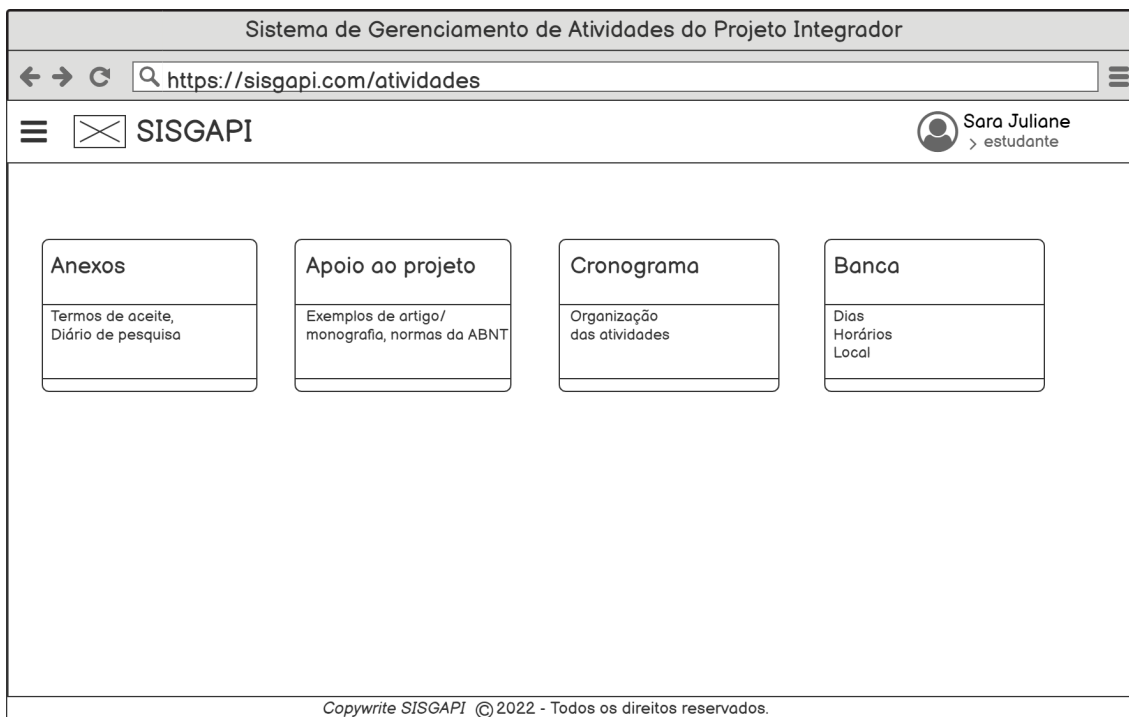 Sistema de Gerenciamento de Atividades do Projeto Integrador
https://sisgapi.com/atividades
SISGAPI
Sara Juliane
> estudante
Anexos
Termos de aceite,
Diário de pesquisa
Apoio ao projeto
Exemplos de artigo/
monografia, normas da ABNT
Cronograma
Organização
das atividades
Banca
Dias
Horários
Local
Copywrite SISGAPI © 2022 - Todos os direitos reservados.